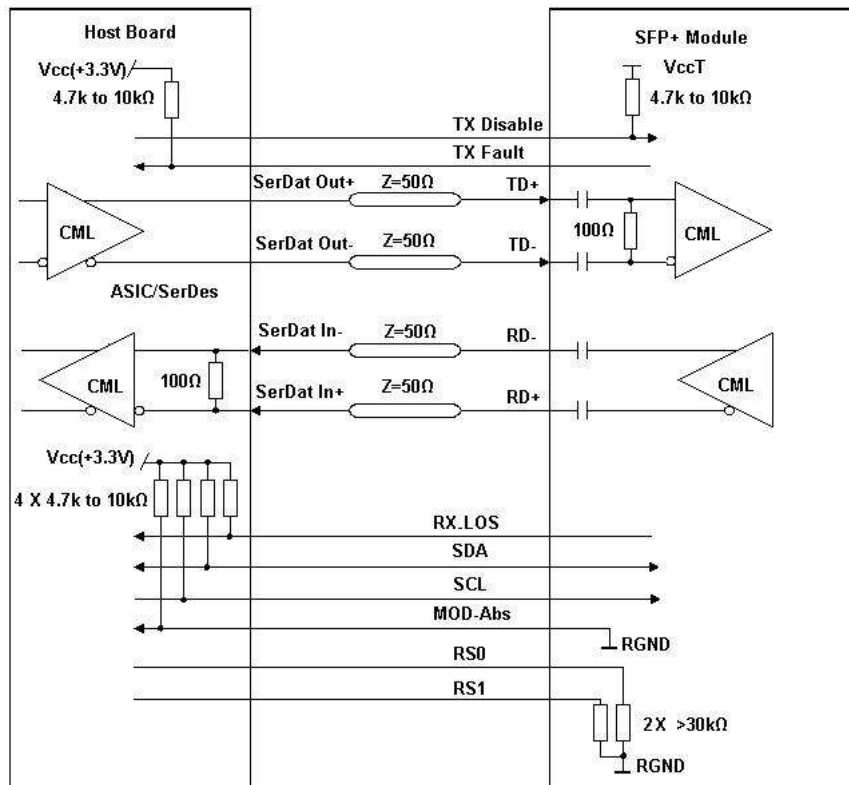 Host Board
SFP+ Module
Vcc(+3.3V)
VccT
4.7k to 10kΩ
4.7k to 10kΩ
TX Disable
TX Fault
SerDat Out+
Z=50Ω
TD+
CML
100Ω
CML
SerDat Out-
Z=50Ω
TD-
ASIC/SerDes
SerDat In-
Z=50Ω
RD-
CML
100Ω
CML
SerDat In+
Z=50Ω
RD+
Vcc(+3.3V)
4 X 4.7k to 10kΩ
RX_LOS
SDA
SCL
MOD-Abs
RGND
RS0
RS1
2X >30kΩ
RGND